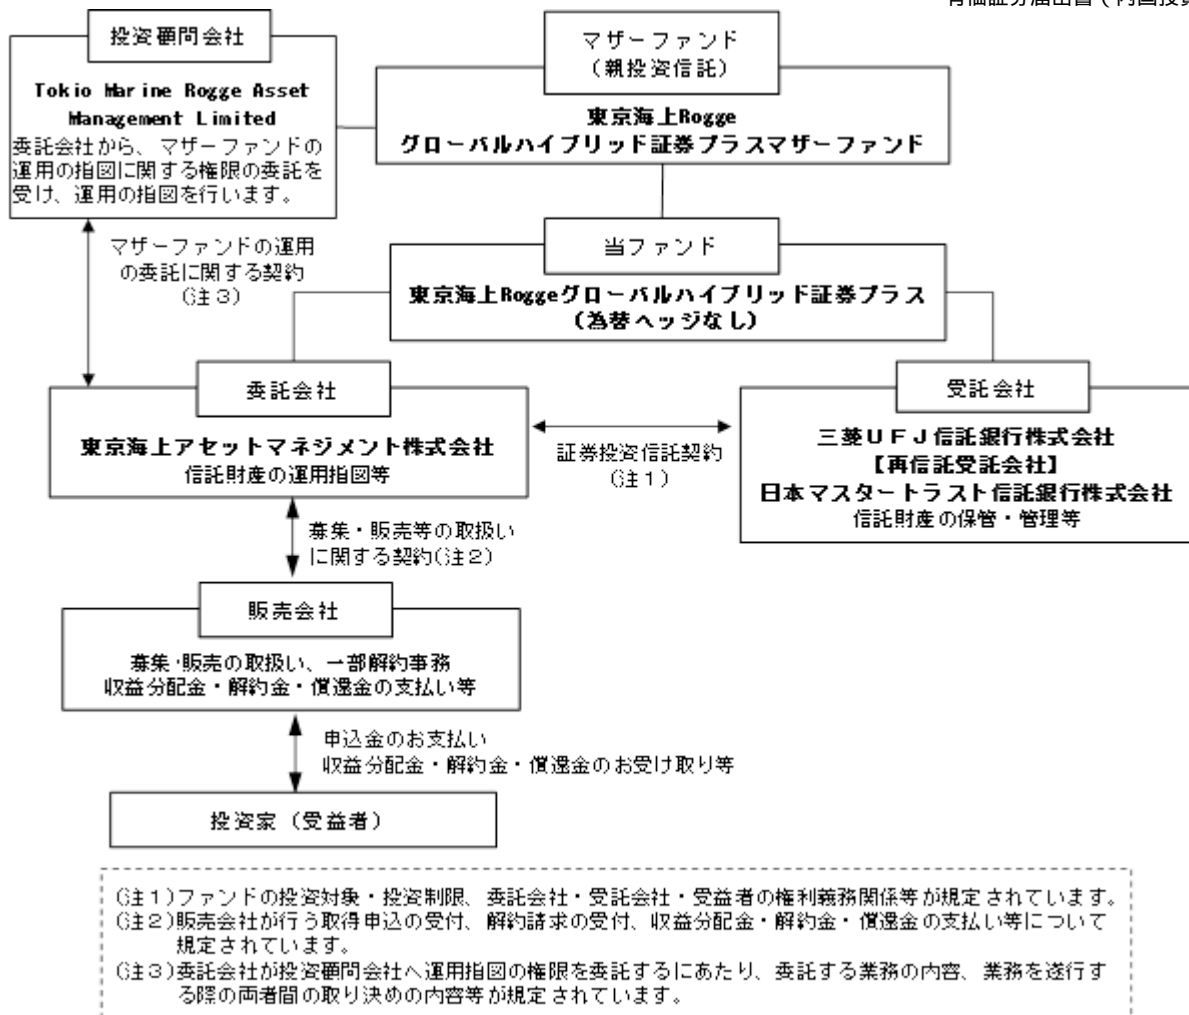 投資顧問会社
Tokio Marine Rogge Asset
Management Limited
委託会社から、マザーファンドの
運用の指図に関する権限の委託を
受け、運用の指図を行います。
マザーファンド
(親投資信託)
東京海上Rogge
グローバルハイブリッド証券プラスマザーファンド
マザーファンドの運用
の委託に関する契約
(注3)
当ファンド
東京海上Roggeグローバルハイブリッド証券プラス
(為替ヘッジなし)
委託会社
東京海上アセットマネジメント株式会社
信託財産の運用指図等
証券投資信託契約
(注1)
受託会社
三菱UFJ信託銀行株式会社
【再信託受託会社】
日本マスタートラスト信託銀行株式会社
信託財産の保管・管理等
募集・販売等の取扱い
に関する契約(注2)
販売会社
募集・販売の取扱い、一部解約事務
収益分配金・解約金・償還金の支払い等
申込金のお支払い
収益分配金・解約金・償還金のお受け取り等
投資家(受益者)
(注1)ファンドの投資対象・投資制限、委託会社・受託会社・受益者の権利義務関係等が規定されています。
(注2)販売会社が行う取得申込の受付、解約請求の受付、収益分配金・解約金・償還金の支払い等について
規定されています。
(注3)委託会社が投資顧問会社へ運用指図の権限を委託するにあたり、委託する業務の内容、業務を遂行す
る際の両者間の取り決めの内容等が規定されています。